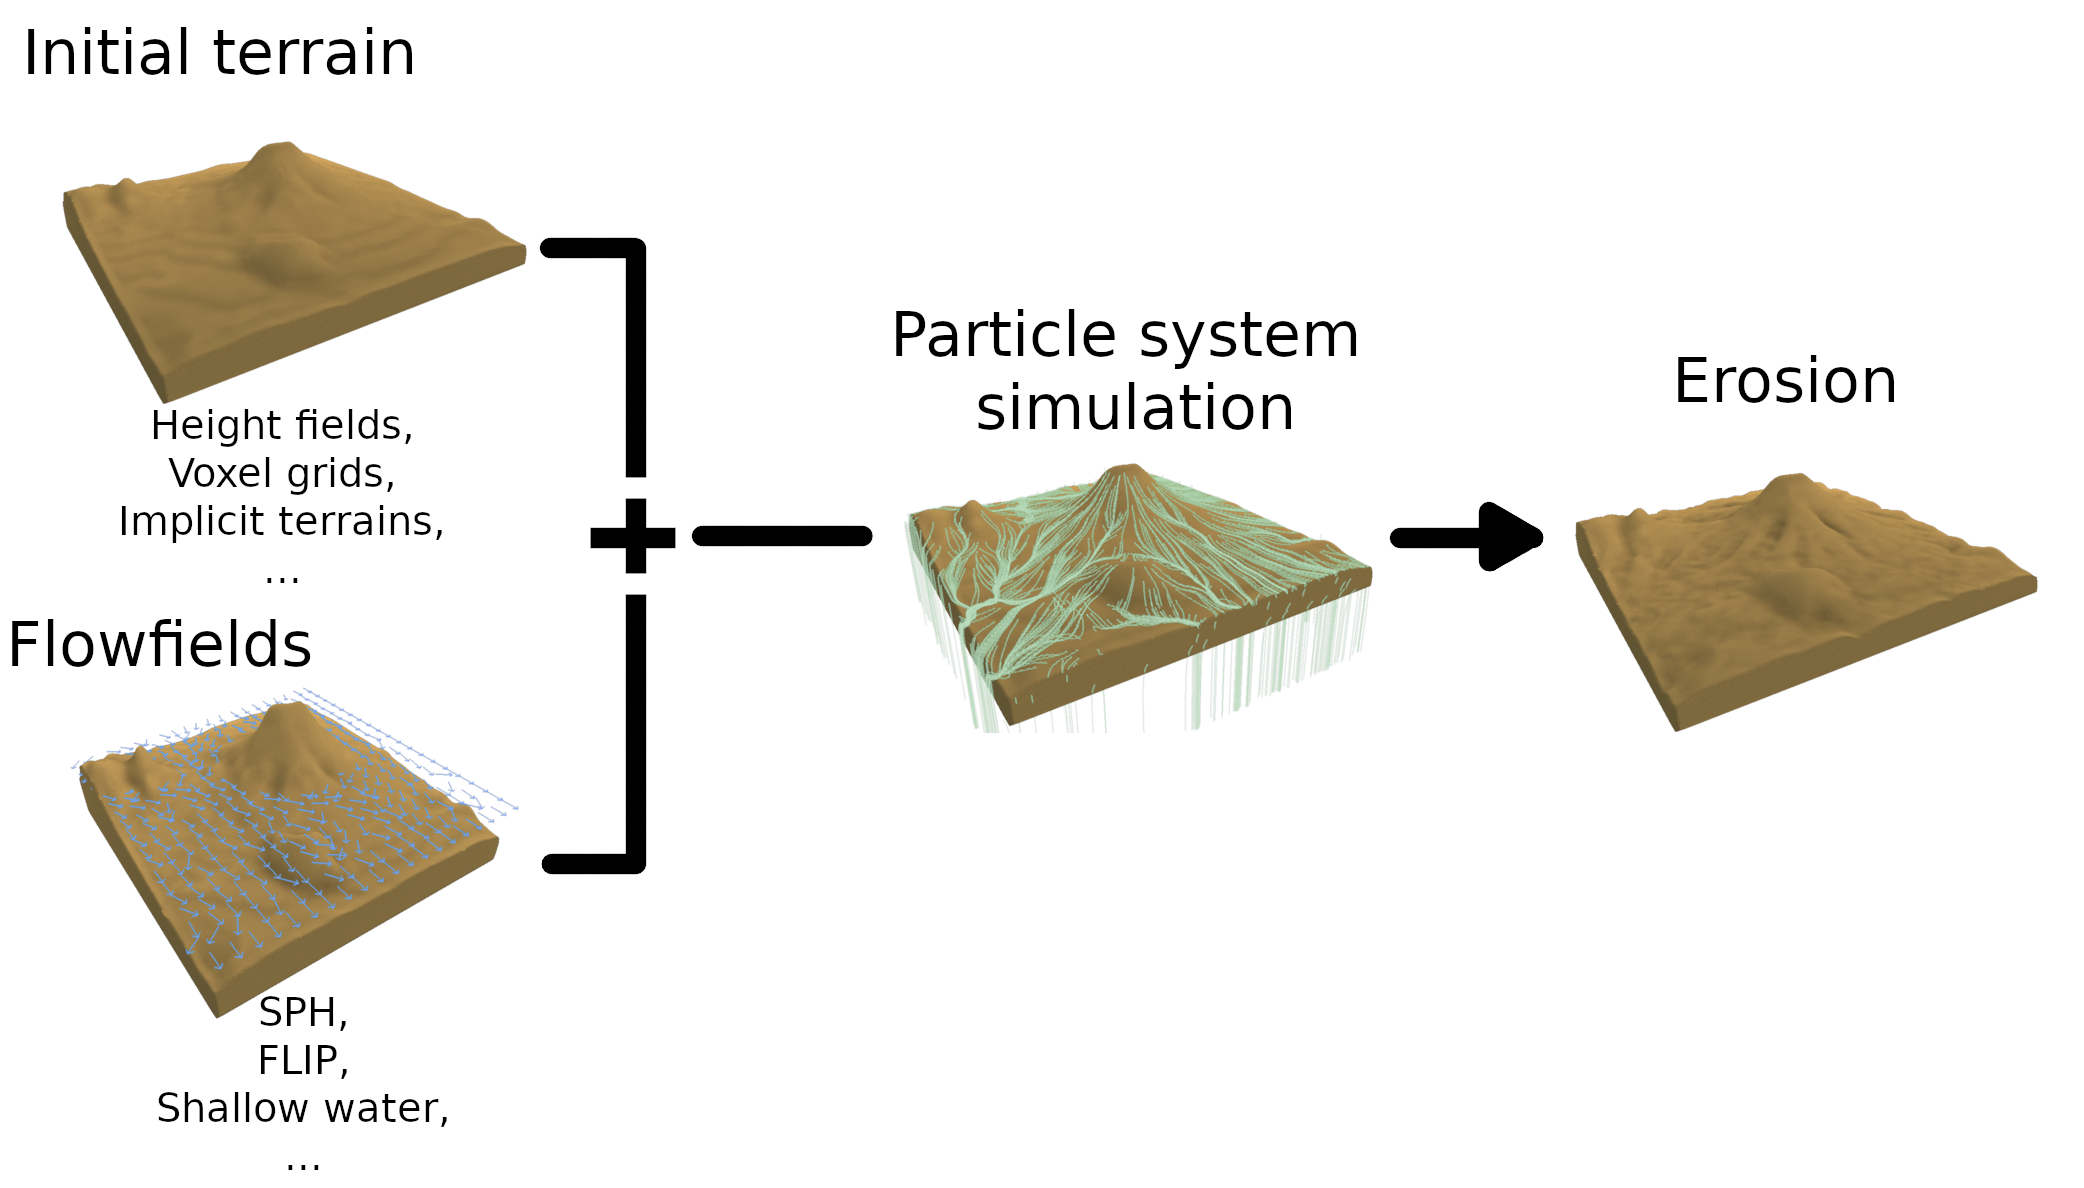 Initial terrain
Height fields,
Voxel grids,
Implicit terrains,
...
Flowfields
SPH,
FLIP,
Shallow water,
...
Particle system
simulation
Erosion